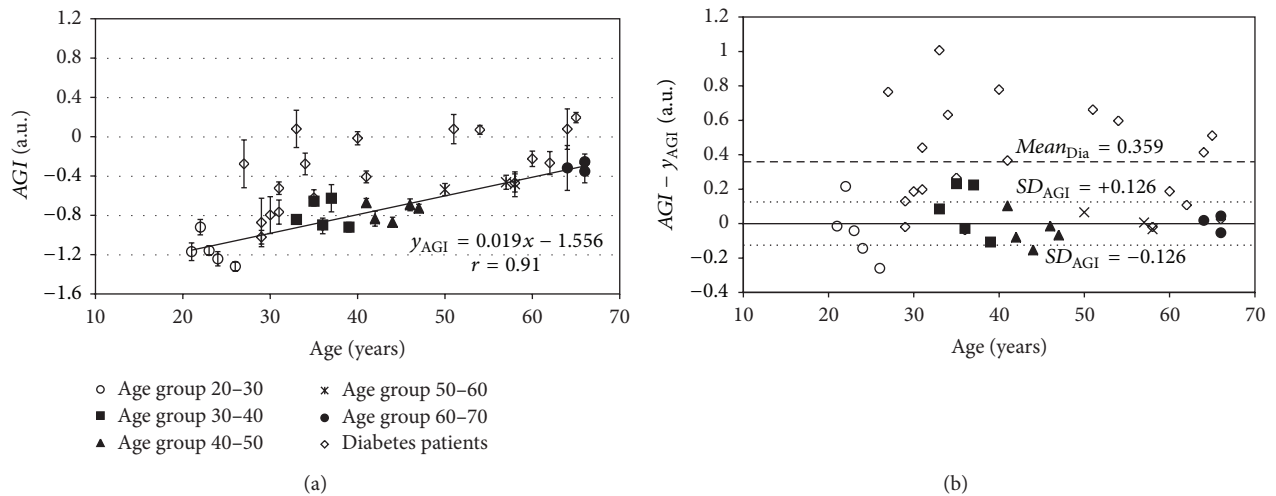 1.2
0.8
0.4
0
−0.4
−0.8
−1.2
−1.6
AGI (a.u.)
y_AGI = 0.019x − 1.556
r = 0.91
10 20 30 40 50 60 70
Age (years)
Age group 20–30
Age group 30–40
Age group 40–50
Age group 50–60
Age group 60–70
Diabetes patients
(a)
1.2
1
0.8
0.6
0.4
0.2
0
−0.2
−0.4
AGI − y_AGI (a.u.)
Mean_Dia = 0.359
SD_AGI = +0.126
SD_AGI = −0.126
10 20 30 40 50 60 70
Age (years)
(b)